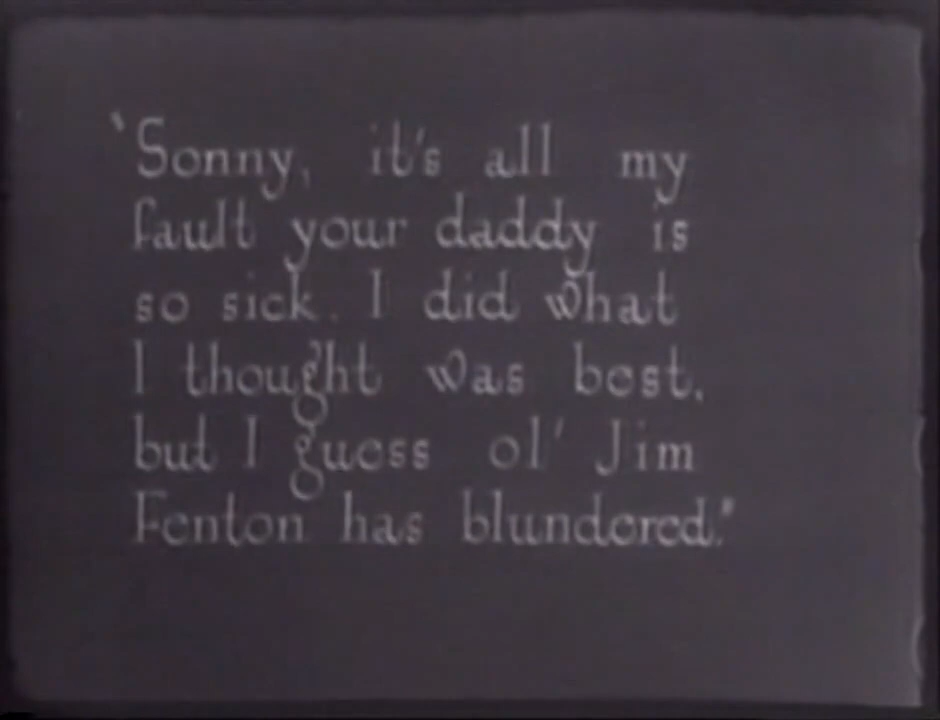 "Sonny, it's all my
fault your daddy is
so sick. I did what
I thought was best,
but I guess ol' Jim
Fenton has blundered."